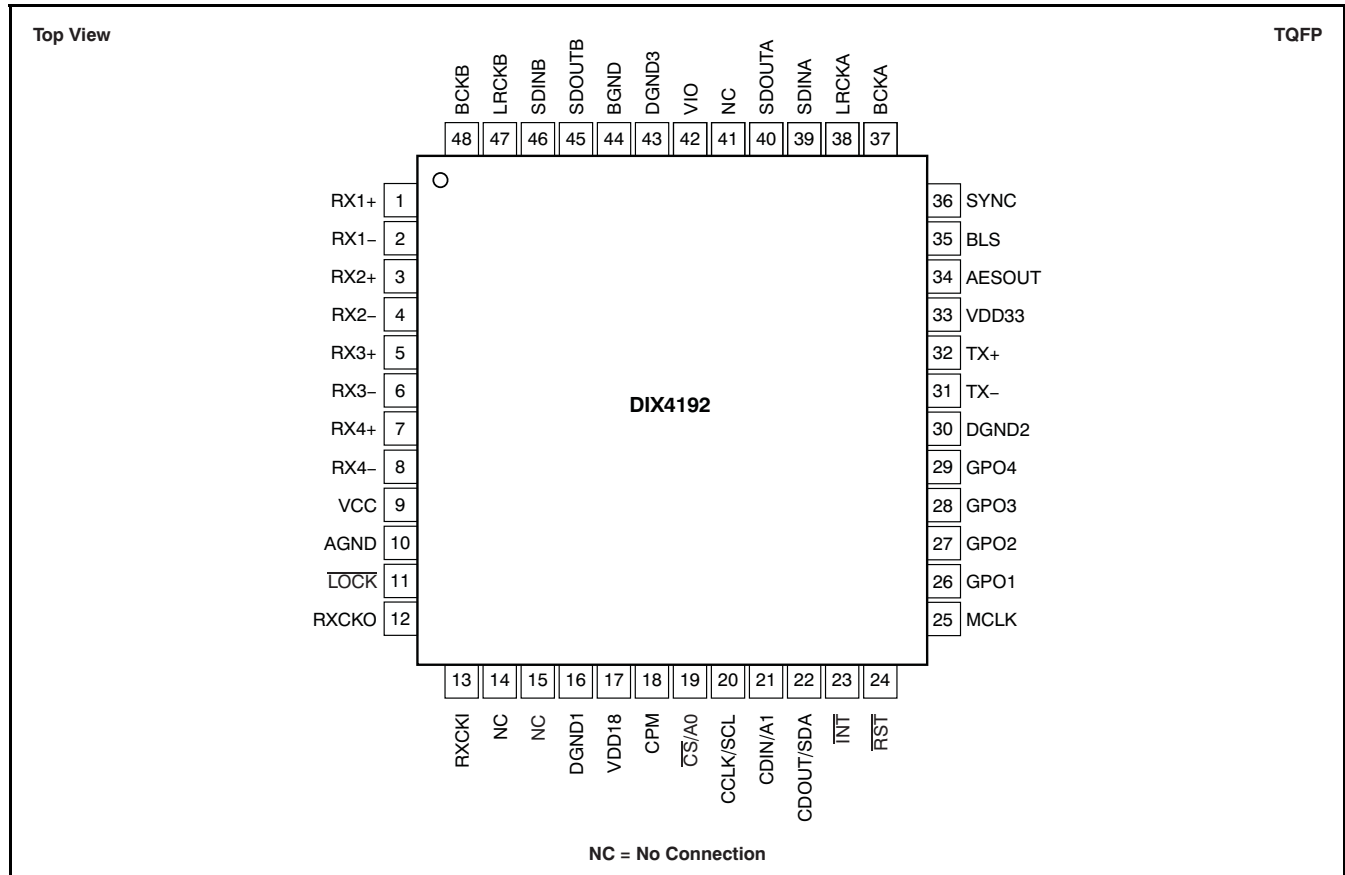 Top View
TQFP
BCKB
LRCKB
SDINB
SDOUTB
BGND
DGND3
VIO
NC
SDOUTA
SDINA
LRCKA
BCKA
48 47 46 45 44 43 42 41 40 39 38 37
RX1+ 1
RX1− 2
RX2+ 3
RX2− 4
RX3+ 5
RX3− 6
RX4+ 7
RX4− 8
VCC 9
AGND 10
L̅O̅C̅K̅ 11
RXCKO 12
DIX4192
36 SYNC
35 BLS
34 AESOUT
33 VDD33
32 TX+
31 TX−
30 DGND2
29 GPO4
28 GPO3
27 GPO2
26 GPO1
25 MCLK
13 14 15 16 17 18 19 20 21 22 23 24
RXCKI
NC
NC
DGND1
VDD18
CPM
C̅S̅/A0
CCLK/SCL
CDIN/A1
CDOUT/SDA
I̅N̅T̅
R̅S̅T̅
NC = No Connection